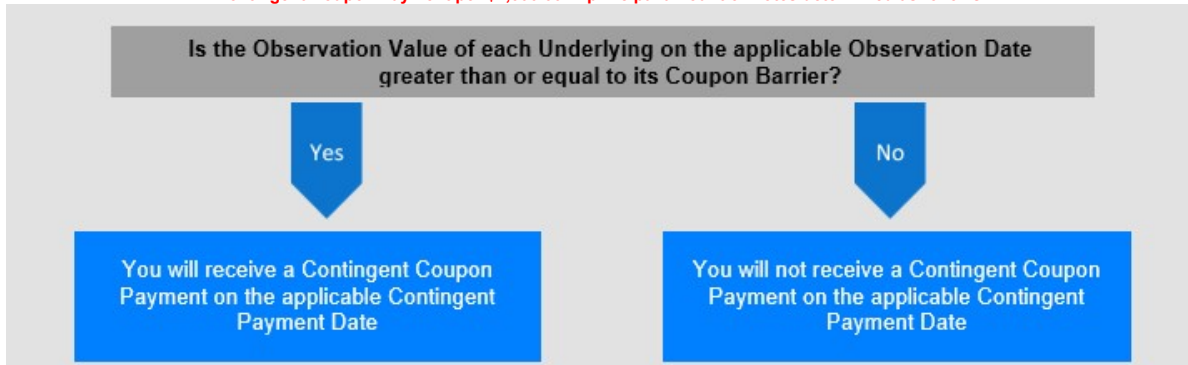 Is the Observation Value of each Underlying on the applicable Observation Date
greater than or equal to its Coupon Barrier?
Yes
No
You will receive a Contingent Coupon
Payment on the applicable Contingent
Payment Date
You will not receive a Contingent Coupon
Payment on the applicable Contingent
Payment Date